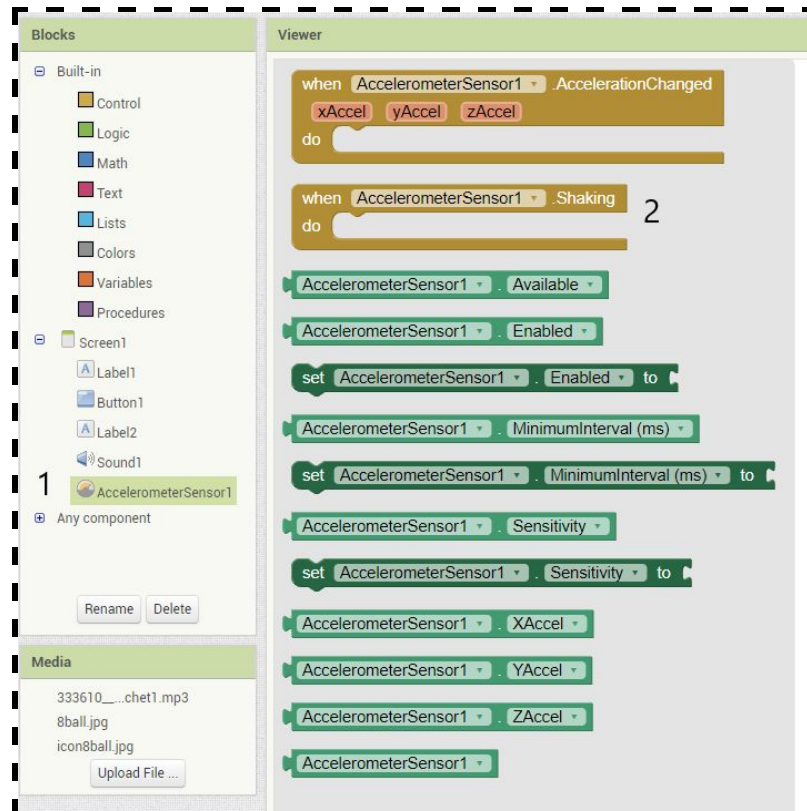 Blocks
Built-in
Control
Logic
Math
Text
Lists
Colors
Variables
Procedures
Screen1
A Label1
Button1
A Label2
Sound1
1 AccelerometerSensor1
Any component
Rename Delete
Media
333610__...chet1.mp3
8ball.jpg
icon8ball.jpg
Upload File ...
Viewer
when AccelerometerSensor1 .AccelerationChanged
xAccel yAccel zAccel
do
when AccelerometerSensor1 .Shaking
2
do
AccelerometerSensor1 . Available
AccelerometerSensor1 . Enabled
set AccelerometerSensor1 . Enabled to
AccelerometerSensor1 . MinimumInterval (ms)
set AccelerometerSensor1 . MinimumInterval (ms) to
AccelerometerSensor1 . Sensitivity
set AccelerometerSensor1 . Sensitivity to
AccelerometerSensor1 . XAccel
AccelerometerSensor1 . YAccel
AccelerometerSensor1 . ZAccel
AccelerometerSensor1